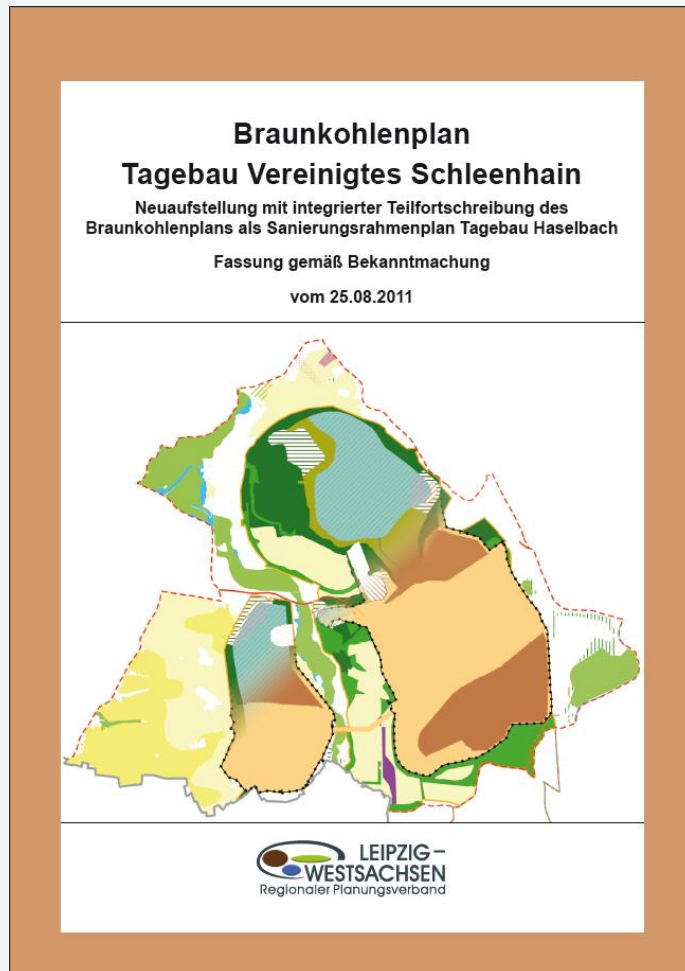 Braunkohlenplan
Tagebau Vereinigtes Schleenhain
Neuaufstellung mit integrierter Teilfortschreibung des
Braunkohlenplans als Sanierungsrahmenplan Tagebau Haselbach
Fassung gemäß Bekanntmachung
vom 25.08.2011
LEIPZIG –
WESTSACHSEN
Regionaler Planungsverband